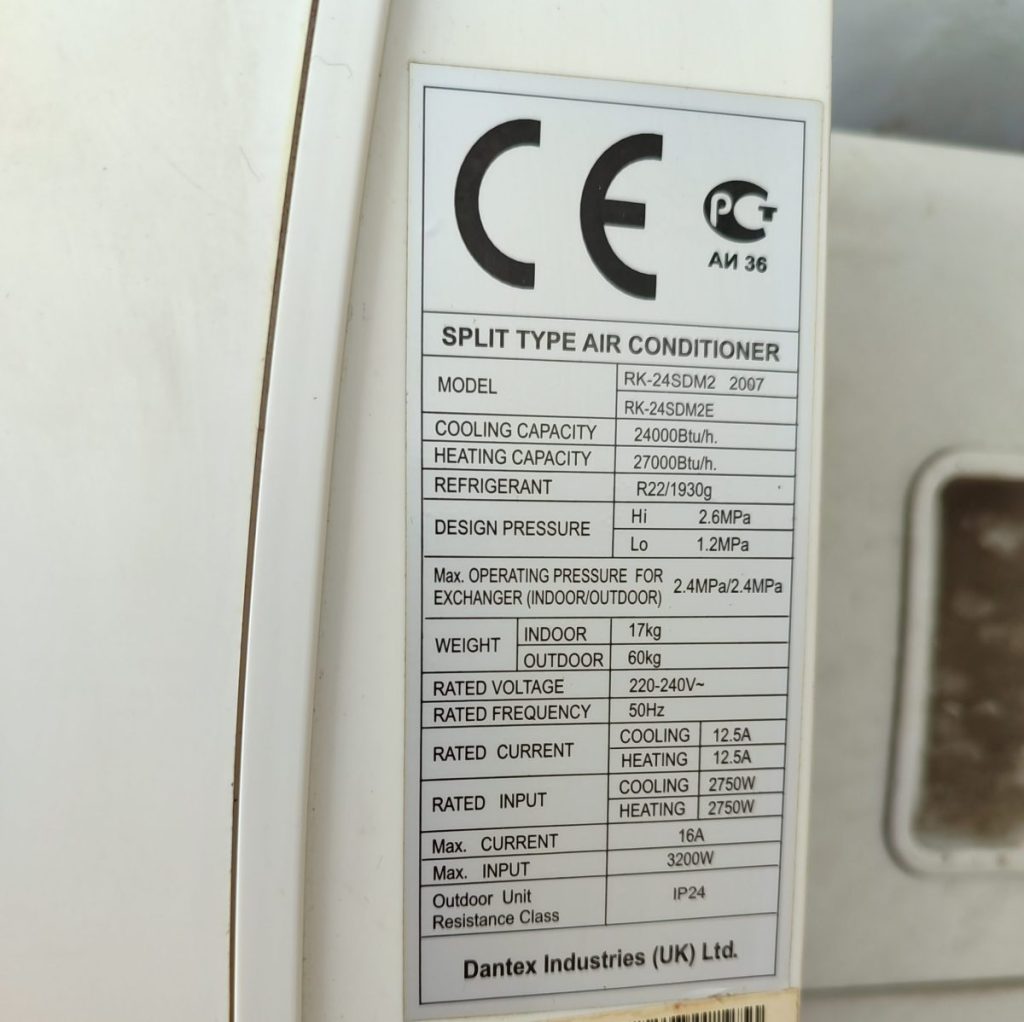 CE
РСТ
АИ 36
SPLIT TYPE AIR CONDITIONER
MODEL RK-24SDM2 2007
RK-24SDM2E
COOLING CAPACITY 24000Btu/h.
HEATING CAPACITY 27000Btu/h.
REFRIGERANT R22/1930g
DESIGN PRESSURE Hi 2.6MPa
Lo 1.2MPa
Max. OPERATING PRESSURE FOR
EXCHANGER (INDOOR/OUTDOOR) 2.4MPa/2.4MPa
WEIGHT INDOOR 17kg
OUTDOOR 60kg
RATED VOLTAGE 220-240V~
RATED FREQUENCY 50Hz
RATED CURRENT COOLING 12.5A
HEATING 12.5A
RATED INPUT COOLING 2750W
HEATING 2750W
Max. CURRENT 16A
Max. INPUT 3200W
Outdoor Unit
Resistance Class IP24
Dantex Industries (UK) Ltd.